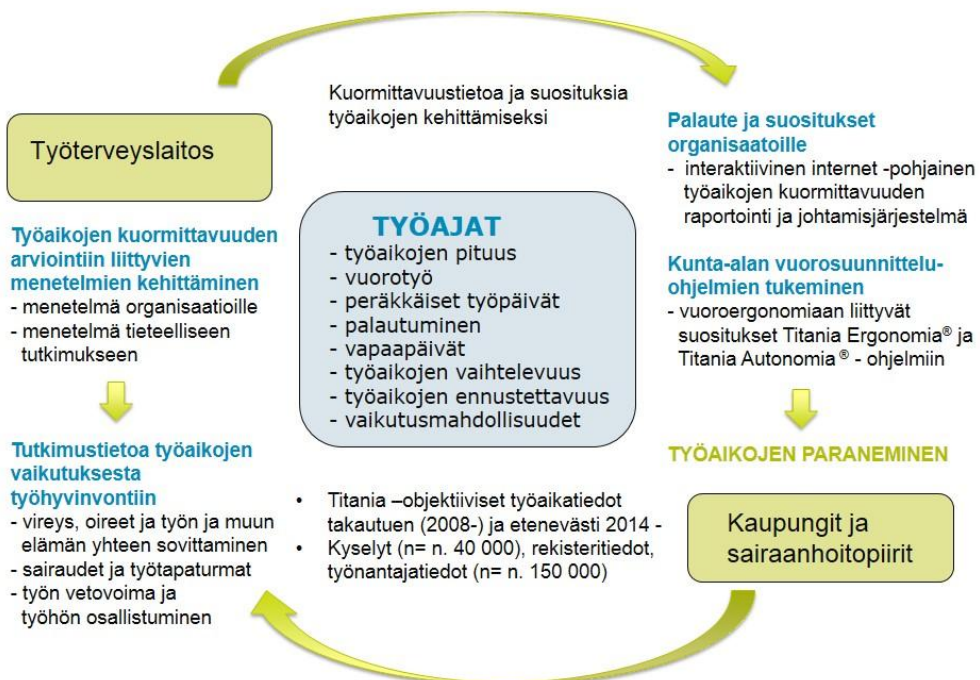 Kuormittavuustietoa ja suosituksia
työaikojen kehittämiseksi
Työterveyslaitos
Työaikojen kuormittavuuden
arviointiin liittyvien
menetelmien kehittäminen
- menetelmä organisaatioille
- menetelmä tieteelliseen
tutkimukseen
Tutkimustietoa työaikojen
vaikutuksesta
työhyvinvontiin
- vireys, oireet ja työn ja muun
elämän yhteen sovittaminen
- sairaudet ja työtapaturmat
- työn vetovoima ja
työhön osallistuminen
TYÖAJAT
- työaikojen pituus
- vuorotyö
- peräkkäiset työpäivät
- palautuminen
- vapaapäivät
- työaikojen vaihtelevuus
- työaikojen ennustettavuus
- vaikutusmahdollisuudet
• Titania –objektiiviset työaikatiedot
takautuen (2008-) ja etenevästi 2014 -
• Kyselyt (n= n. 40 000), rekisteritiedot,
työnantajatiedot (n= n. 150 000)
Palaute ja suositukset
organisaatoille
- interaktiivinen internet -pohjainen
työaikojen kuormittavuuden
raportointi ja johtamisjärjestelmä
Kunta-alan vuorosuunnittelu-
ohjelmien tukeminen
- vuoroergonomiaan liittyvät
suositukset Titania Ergonomia® ja
Titania Autonomia ® - ohjelmiin
TYÖAIKOJEN PARANEMINEN
Kaupungit ja
sairaanhoitopiirit